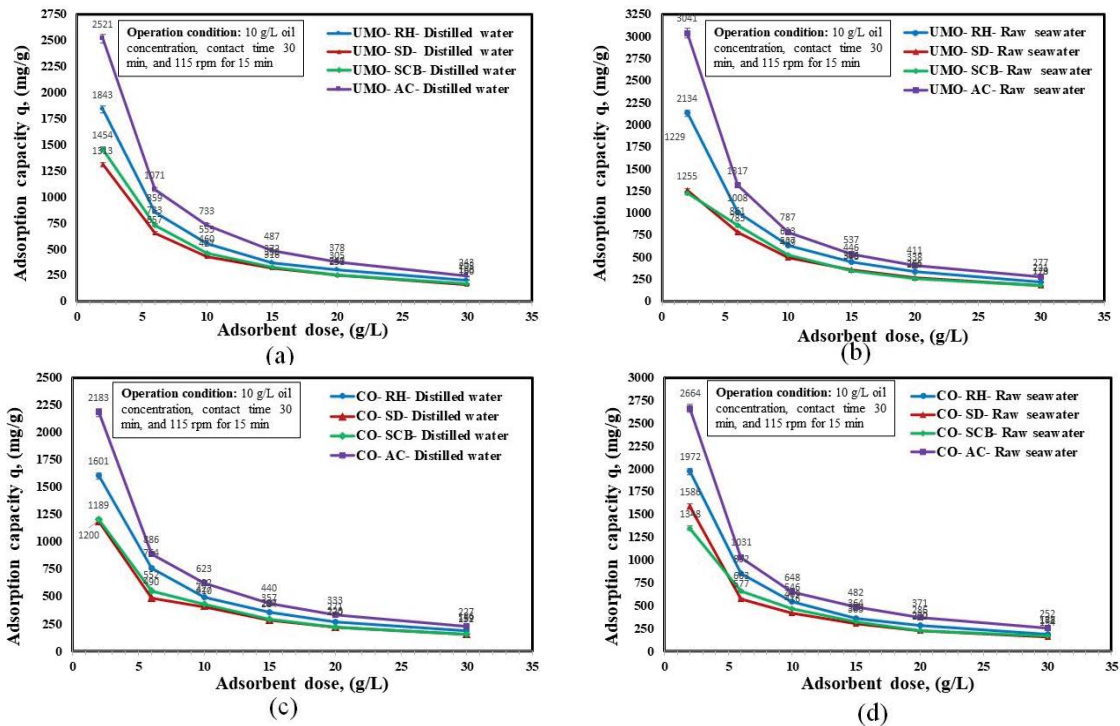 2750
2500
2250
2000
1750
1500
1250
1000
750
500
250
0
Adsorption capacity q, (mg/g)
2521
1843
1454
1313
1071
859
733
487
378
Operation condition: 10 g/L oil
concentration, contact time 30
min, and 115 rpm for 15 min
UMO- RH- Distilled water
UMO- SD- Distilled water
UMO- SCB- Distilled water
UMO- AC- Distilled water
0 5 10 15 20 25 30 35
Adsorbent dose, (g/L)
(a)
3250
3000
2750
2500
2250
2000
1750
1500
1250
1000
750
500
250
0
Adsorption capacity q, (mg/g)
3041
2134
1229
1255
1317
1008
861
785
787
537
446
411
338
277
Operation condition: 10 g/L oil
concentration, contact time 30
min, and 115 rpm for 15 min
UMO- RH- Raw seawater
UMO- SD- Raw seawater
UMO- SCB- Raw seawater
UMO- AC- Raw seawater
0 5 10 15 20 25 30 35
Adsorbent dose, (g/L)
(b)
2500
2250
2000
1750
1500
1250
1000
750
500
250
0
Adsorption capacity q, (mg/g)
2183
1601
1189
1200
886
764
552
490
623
440
357
333
227
Operation condition: 10 g/L oil
concentration, contact time 30
min, and 115 rpm for 15 min
CO- RH- Distilled water
CO- SD- Distilled water
CO- SCB- Distilled water
CO- AC- Distilled water
0 5 10 15 20 25 30 35
Adsorbent dose, (g/L)
(c)
3000
2750
2500
2250
2000
1750
1500
1250
1000
750
500
250
0
Adsorption capacity q, (mg/g)
2664
1972
1586
1348
1031
577
648
546
482
364
371
252
Operation condition: 10 g/L oil
concentration, contact time 30
min, and 115 rpm for 15 min
CO- RH- Raw seawater
CO- SD- Raw seawater
CO- SCB- Raw seawater
CO- AC- Raw seawater
0 5 10 15 20 25 30 35
Adsorbent dose, (g/L)
(d)